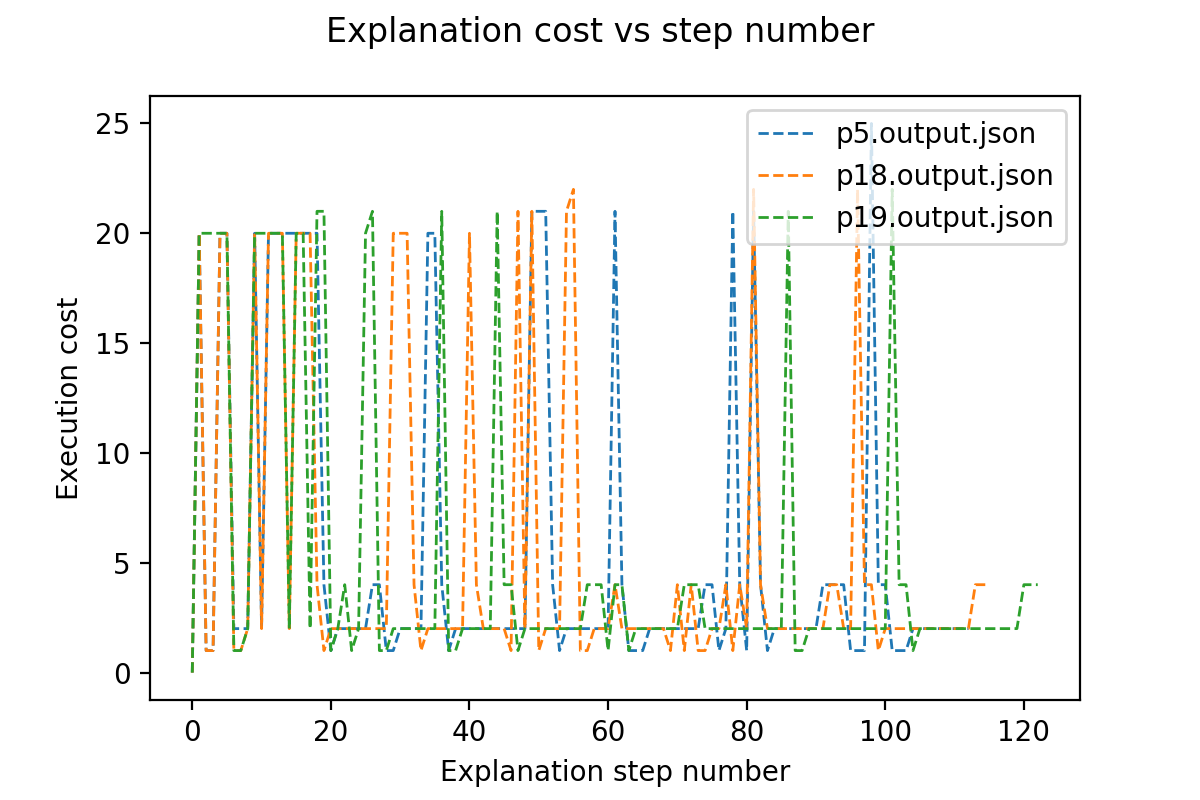 Explanation cost vs step number
25
20
15
10
5
0
Execution cost
p5.output.json
p18.output.json
p19.output.json
0 20 40 60 80 100 120
Explanation step number